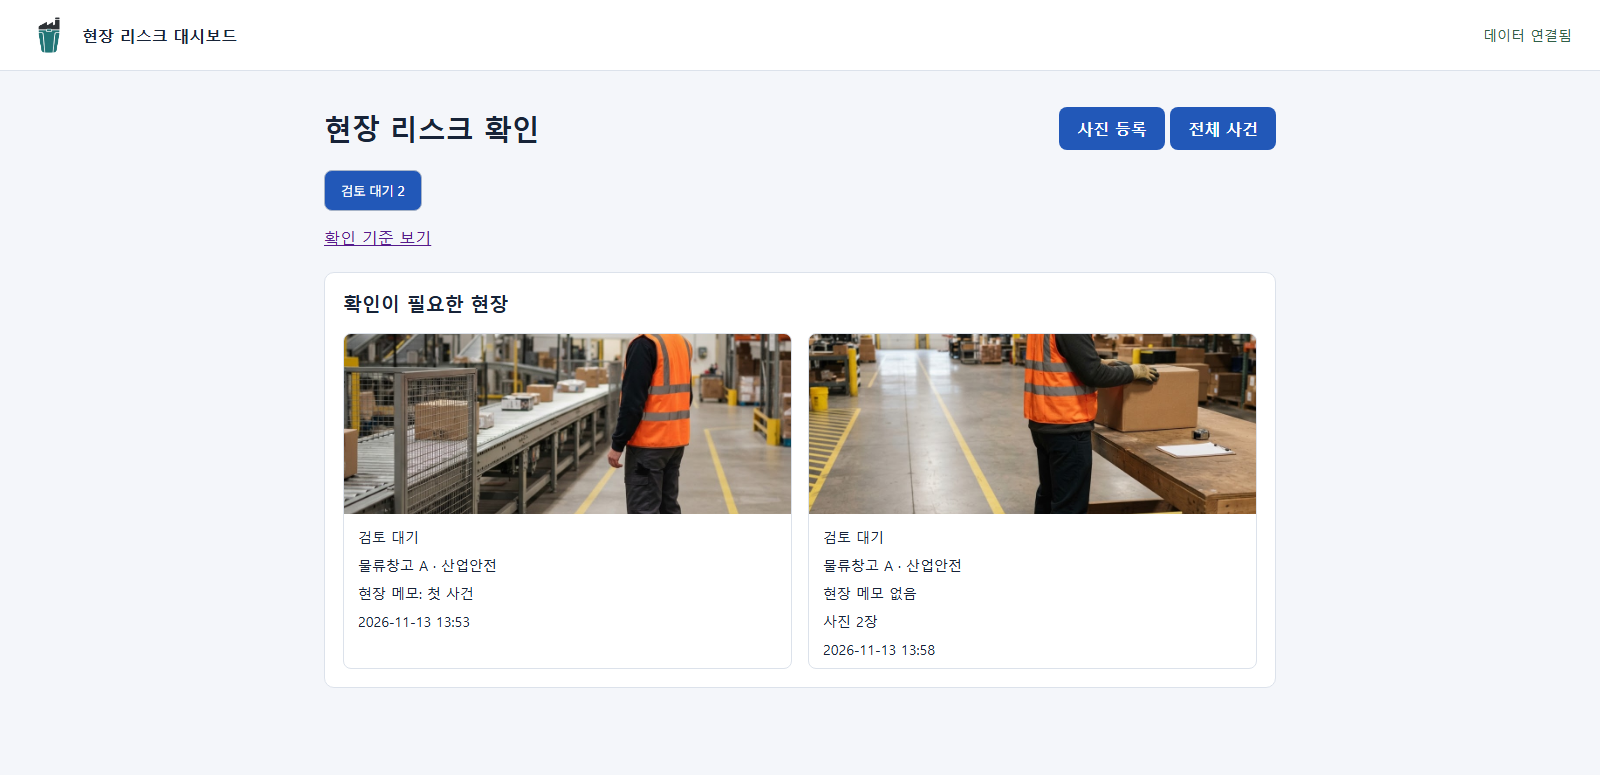 현장 리스크 대시보드
데이터 연결됨
현장 리스크 확인
사진 등록
전체 사건
검토 대기 2
확인 기준 보기
확인이 필요한 현장
검토 대기
물류창고 A · 산업안전
현장 메모: 첫 사건
2026-11-13 13:53
검토 대기
물류창고 A · 산업안전
현장 메모 없음
사진 2장
2026-11-13 13:58